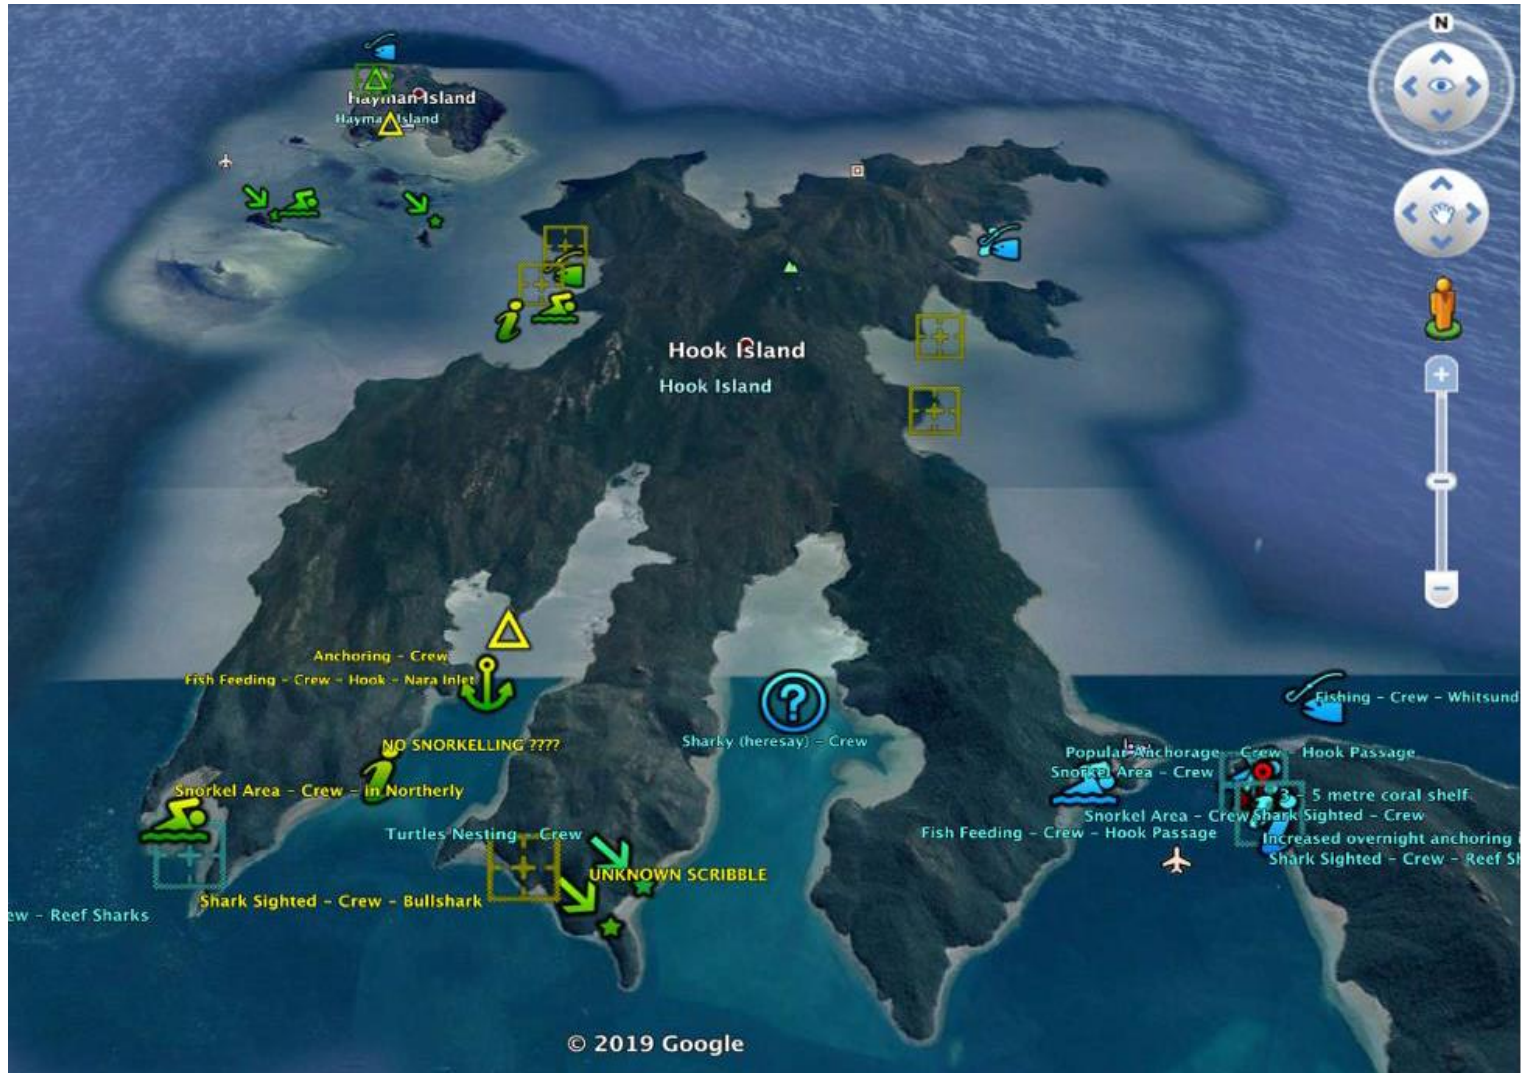 N
Hayman Island
Hayman Island
Hook Island
Hook Island
Anchoring - Crew
Fish Feeding - Crew - Hook - Nara Inlet
Fishing - Crew - Whitsund
NO SNORKELLING ????
Sharky (heresay) - Crew
Popular Anchorage - Crew - Hook Passage
Snorkel Area - Crew
Snorkel Area - Crew - in Northerly
3 - 5 metre coral shelf
Snorkel Area - Crew
Shark Sighted - Crew
Turtles Nesting - Crew
Fish Feeding - Crew - Hook Passage
Increased overnight anchoring
Shark Sighted - Crew - Reef Sh
UNKNOWN SCRIBBLE
Shark Sighted - Crew - Bullshark
ew - Reef Sharks
© 2019 Google